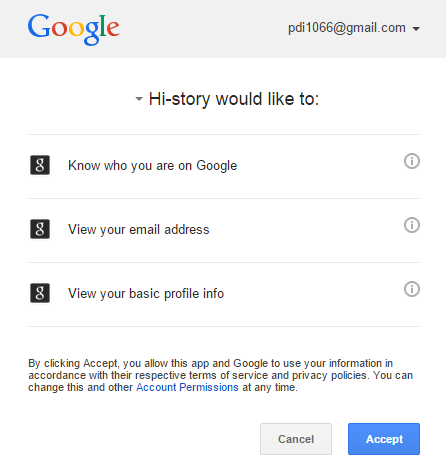 Google
pdi1066@gmail.com
Hi-story would like to:
Know who you are on Google
View your email address
View your basic profile info
By clicking Accept, you allow this app and Google to use your information in
accordance with their respective terms of service and privacy policies. You can
change this and other Account Permissions at any time.
Cancel
Accept